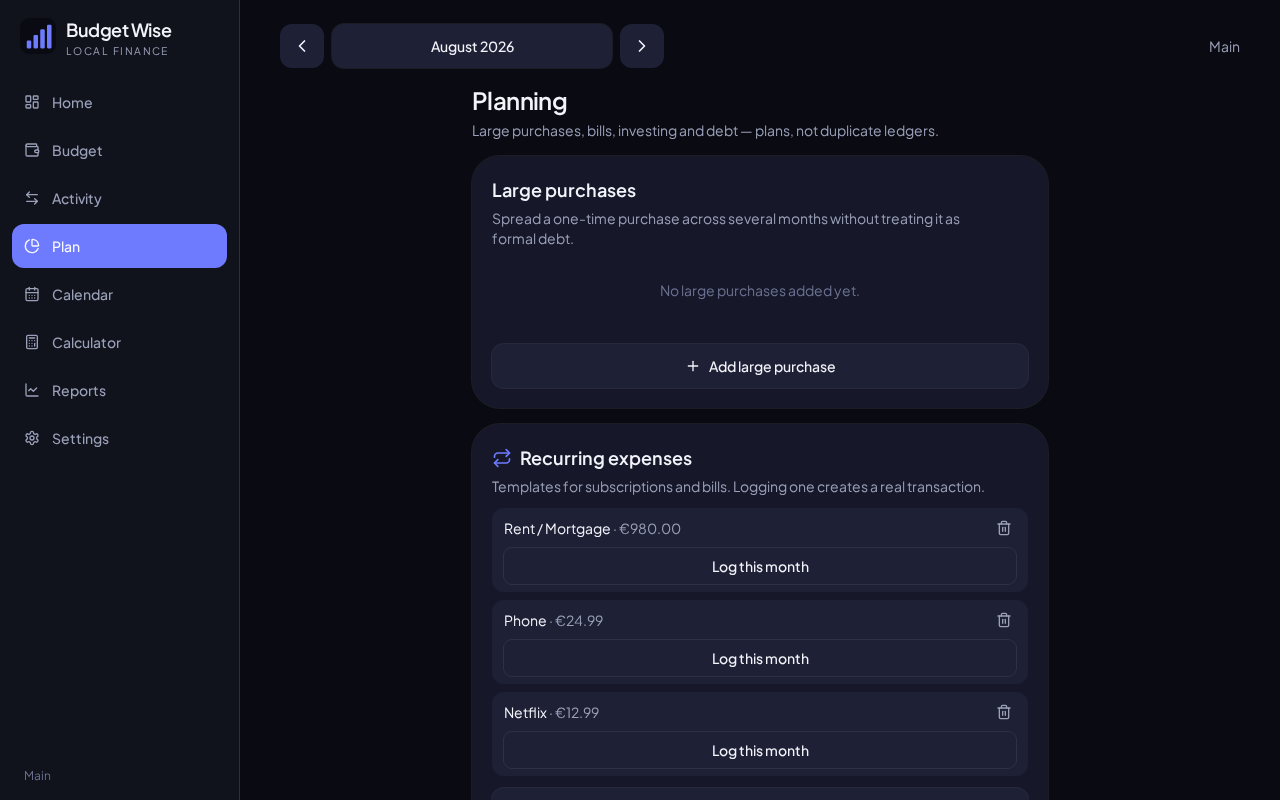 BudgetWise
LOCAL FINANCE
Home
Budget
Activity
Plan
Calendar
Calculator
Reports
Settings
Main
August 2026
Main
Planning
Large purchases, bills, investing and debt — plans, not duplicate ledgers.
Large purchases
Spread a one-time purchase across several months without treating it as
formal debt.
No large purchases added yet.
Add large purchase
Recurring expenses
Templates for subscriptions and bills. Logging one creates a real transaction.
Rent / Mortgage · €980.00
Log this month
Phone · €24.99
Log this month
Netflix · €12.99
Log this month